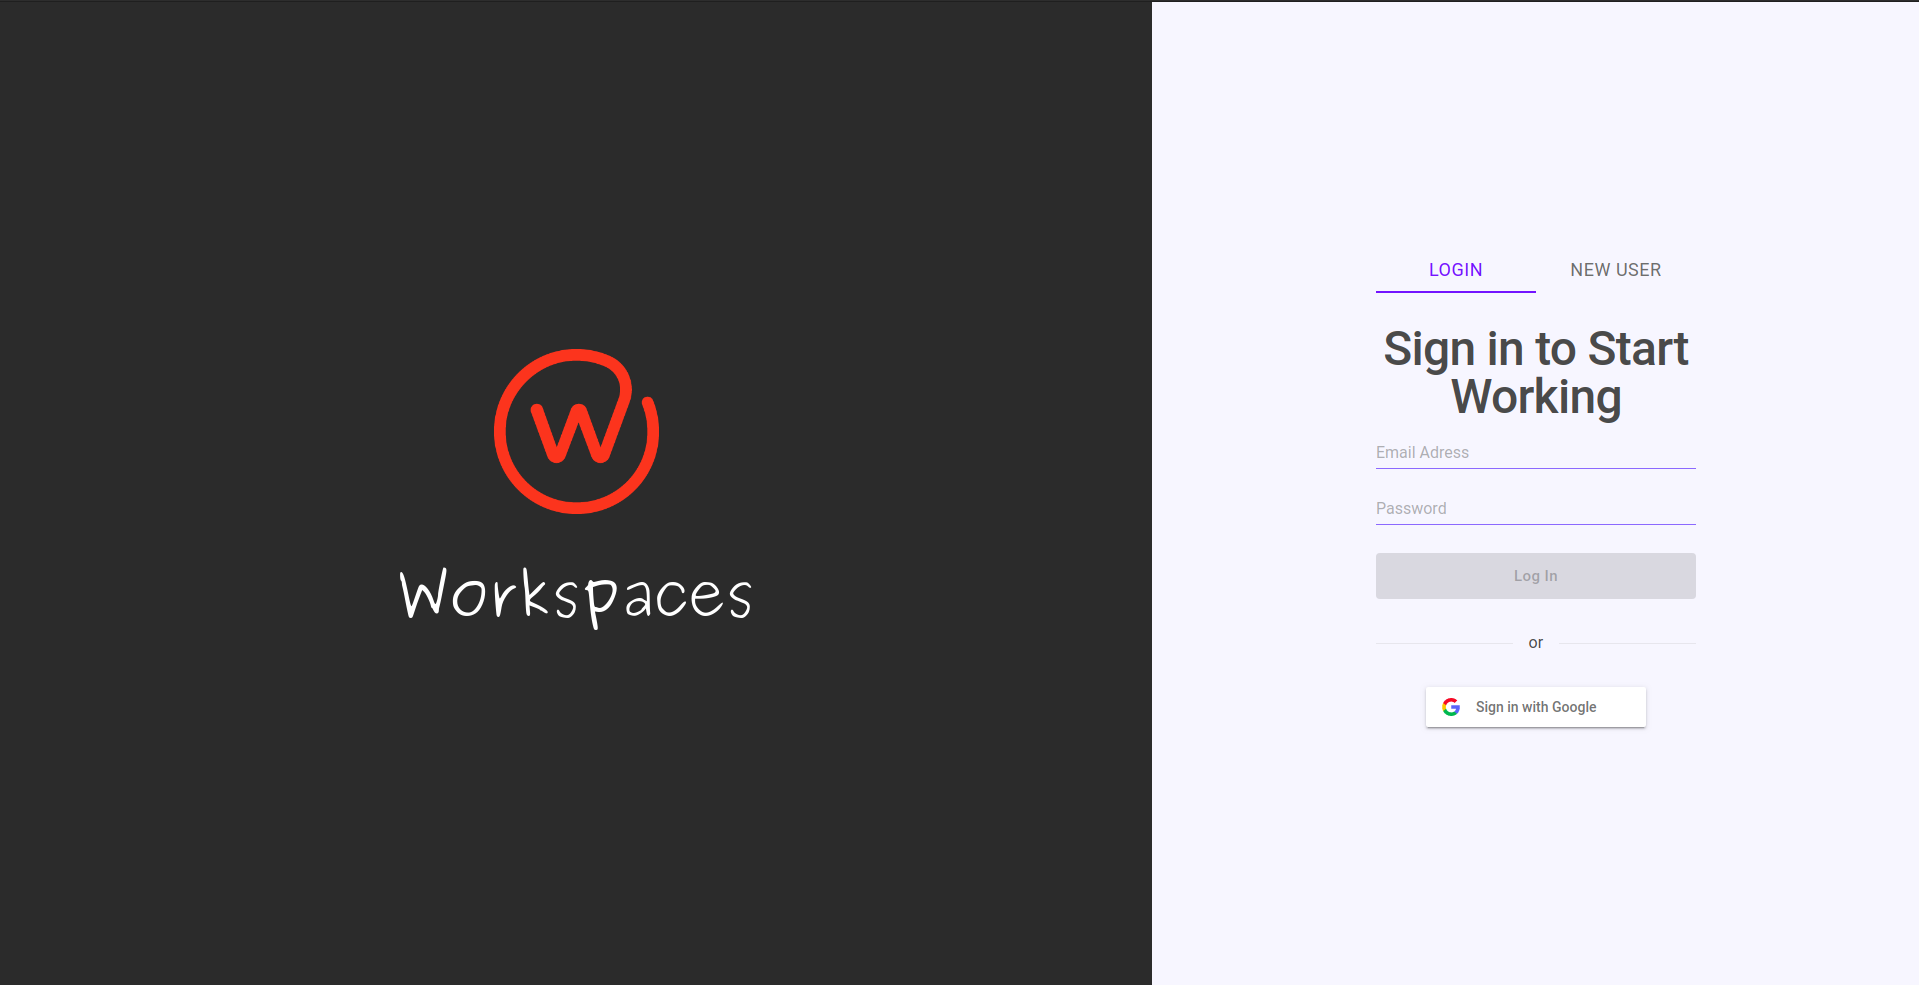 W
Workspaces
LOGIN
NEW USER
Sign in to Start
Working
Email Adress
Password
Log In
or
Sign in with Google